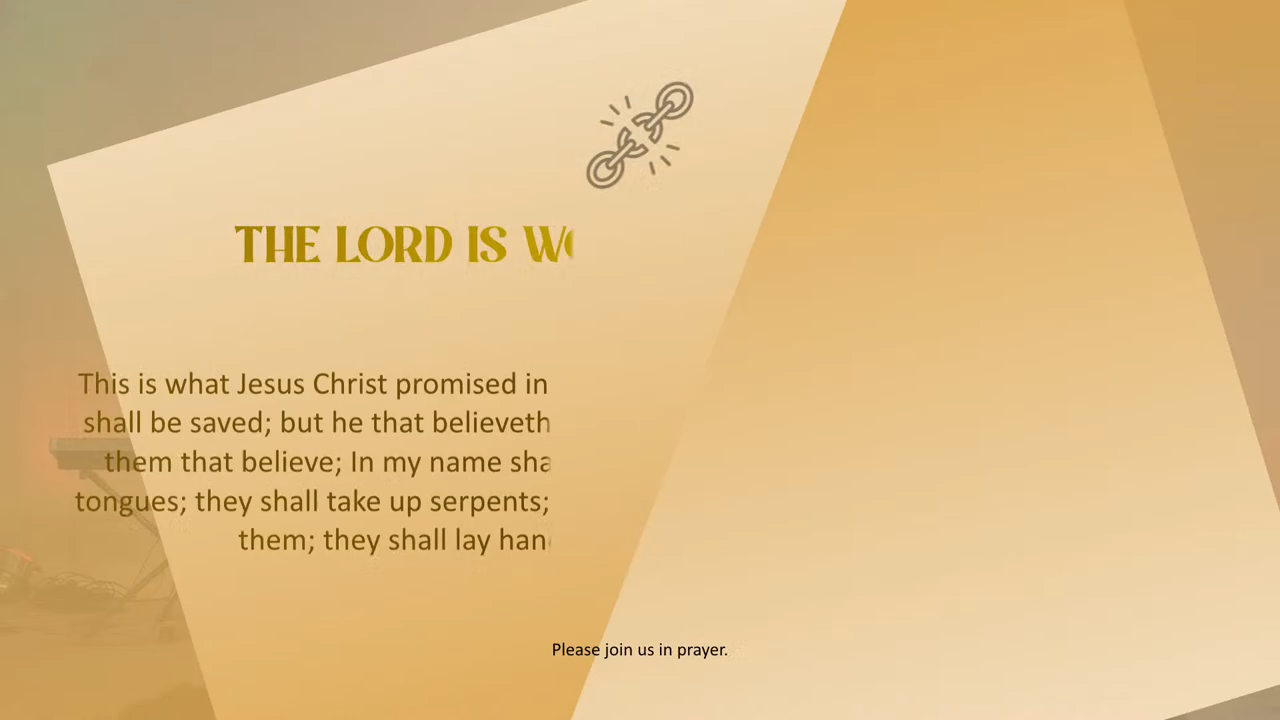 THE LORD IS
This is what Jesus Christ promised in
shall be saved; but he that believeth
them that believe; In my name
tongues; they shall take up serpents;
them; they shall lay
Please join us in prayer.